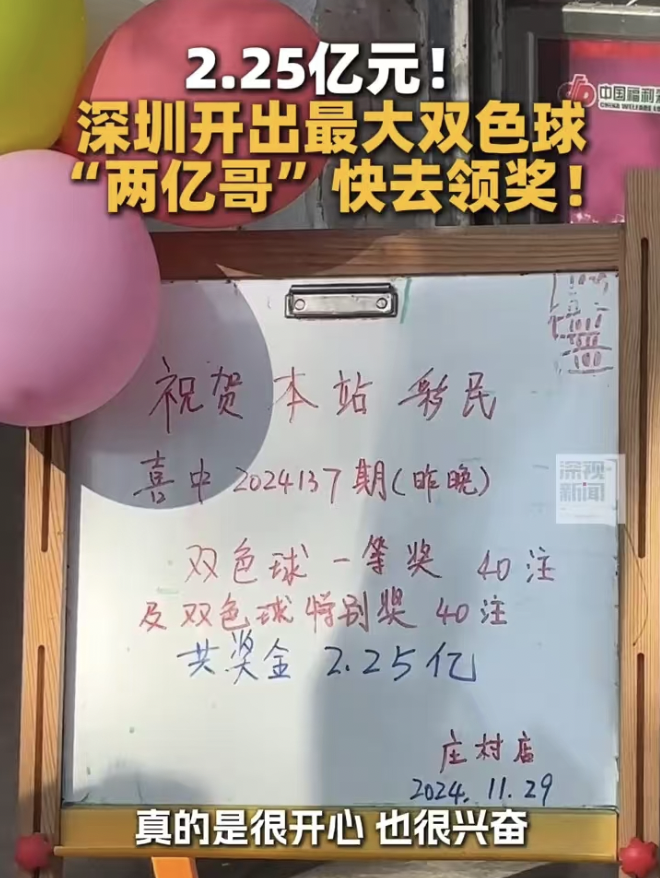 2.25亿元！
深圳开出最大双色球
“两亿哥”快去领奖！
中国福利
CHINA WELFARE
祝贺本站彩民
喜中2024137期(昨晚)
深视
新闻
双色球一等奖 40注
及双色球特别奖 40注
共奖金 2.25亿
庄村店
2024.11.29
真的是很开心 也很兴奋